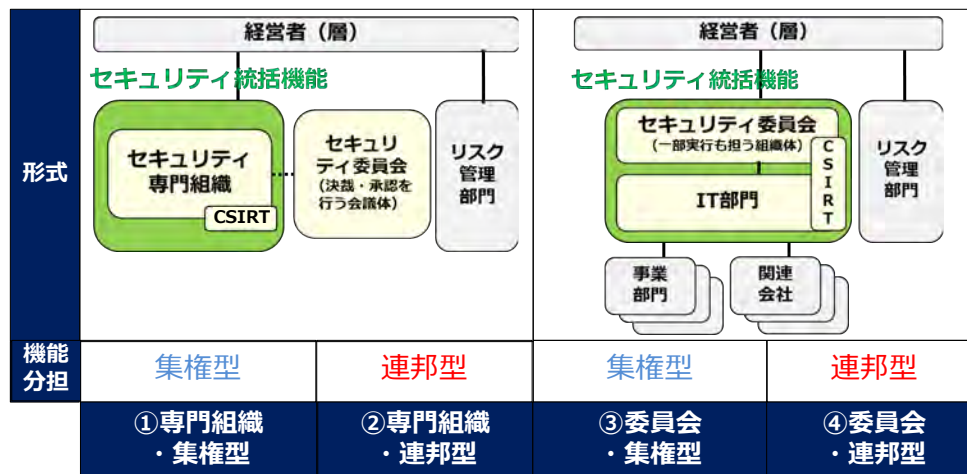 形式
経営者（層）
セキュリティ統括機能
セキュリティ
専門組織
CSIRT
セキュリ
ティ委員会
（決裁・承認を
行う会議体）
リスク
管理
部門
経営者（層）
セキュリティ統括機能
セキュリティ委員会
（一部実行も担う組織体）
CSIRT
IT部門
リスク
管理
部門
事業
部門
関連
会社
機能
分担
集権型
連邦型
集権型
連邦型
①専門組織
・集権型
②専門組織
・連邦型
③委員会
・集権型
④委員会
・連邦型